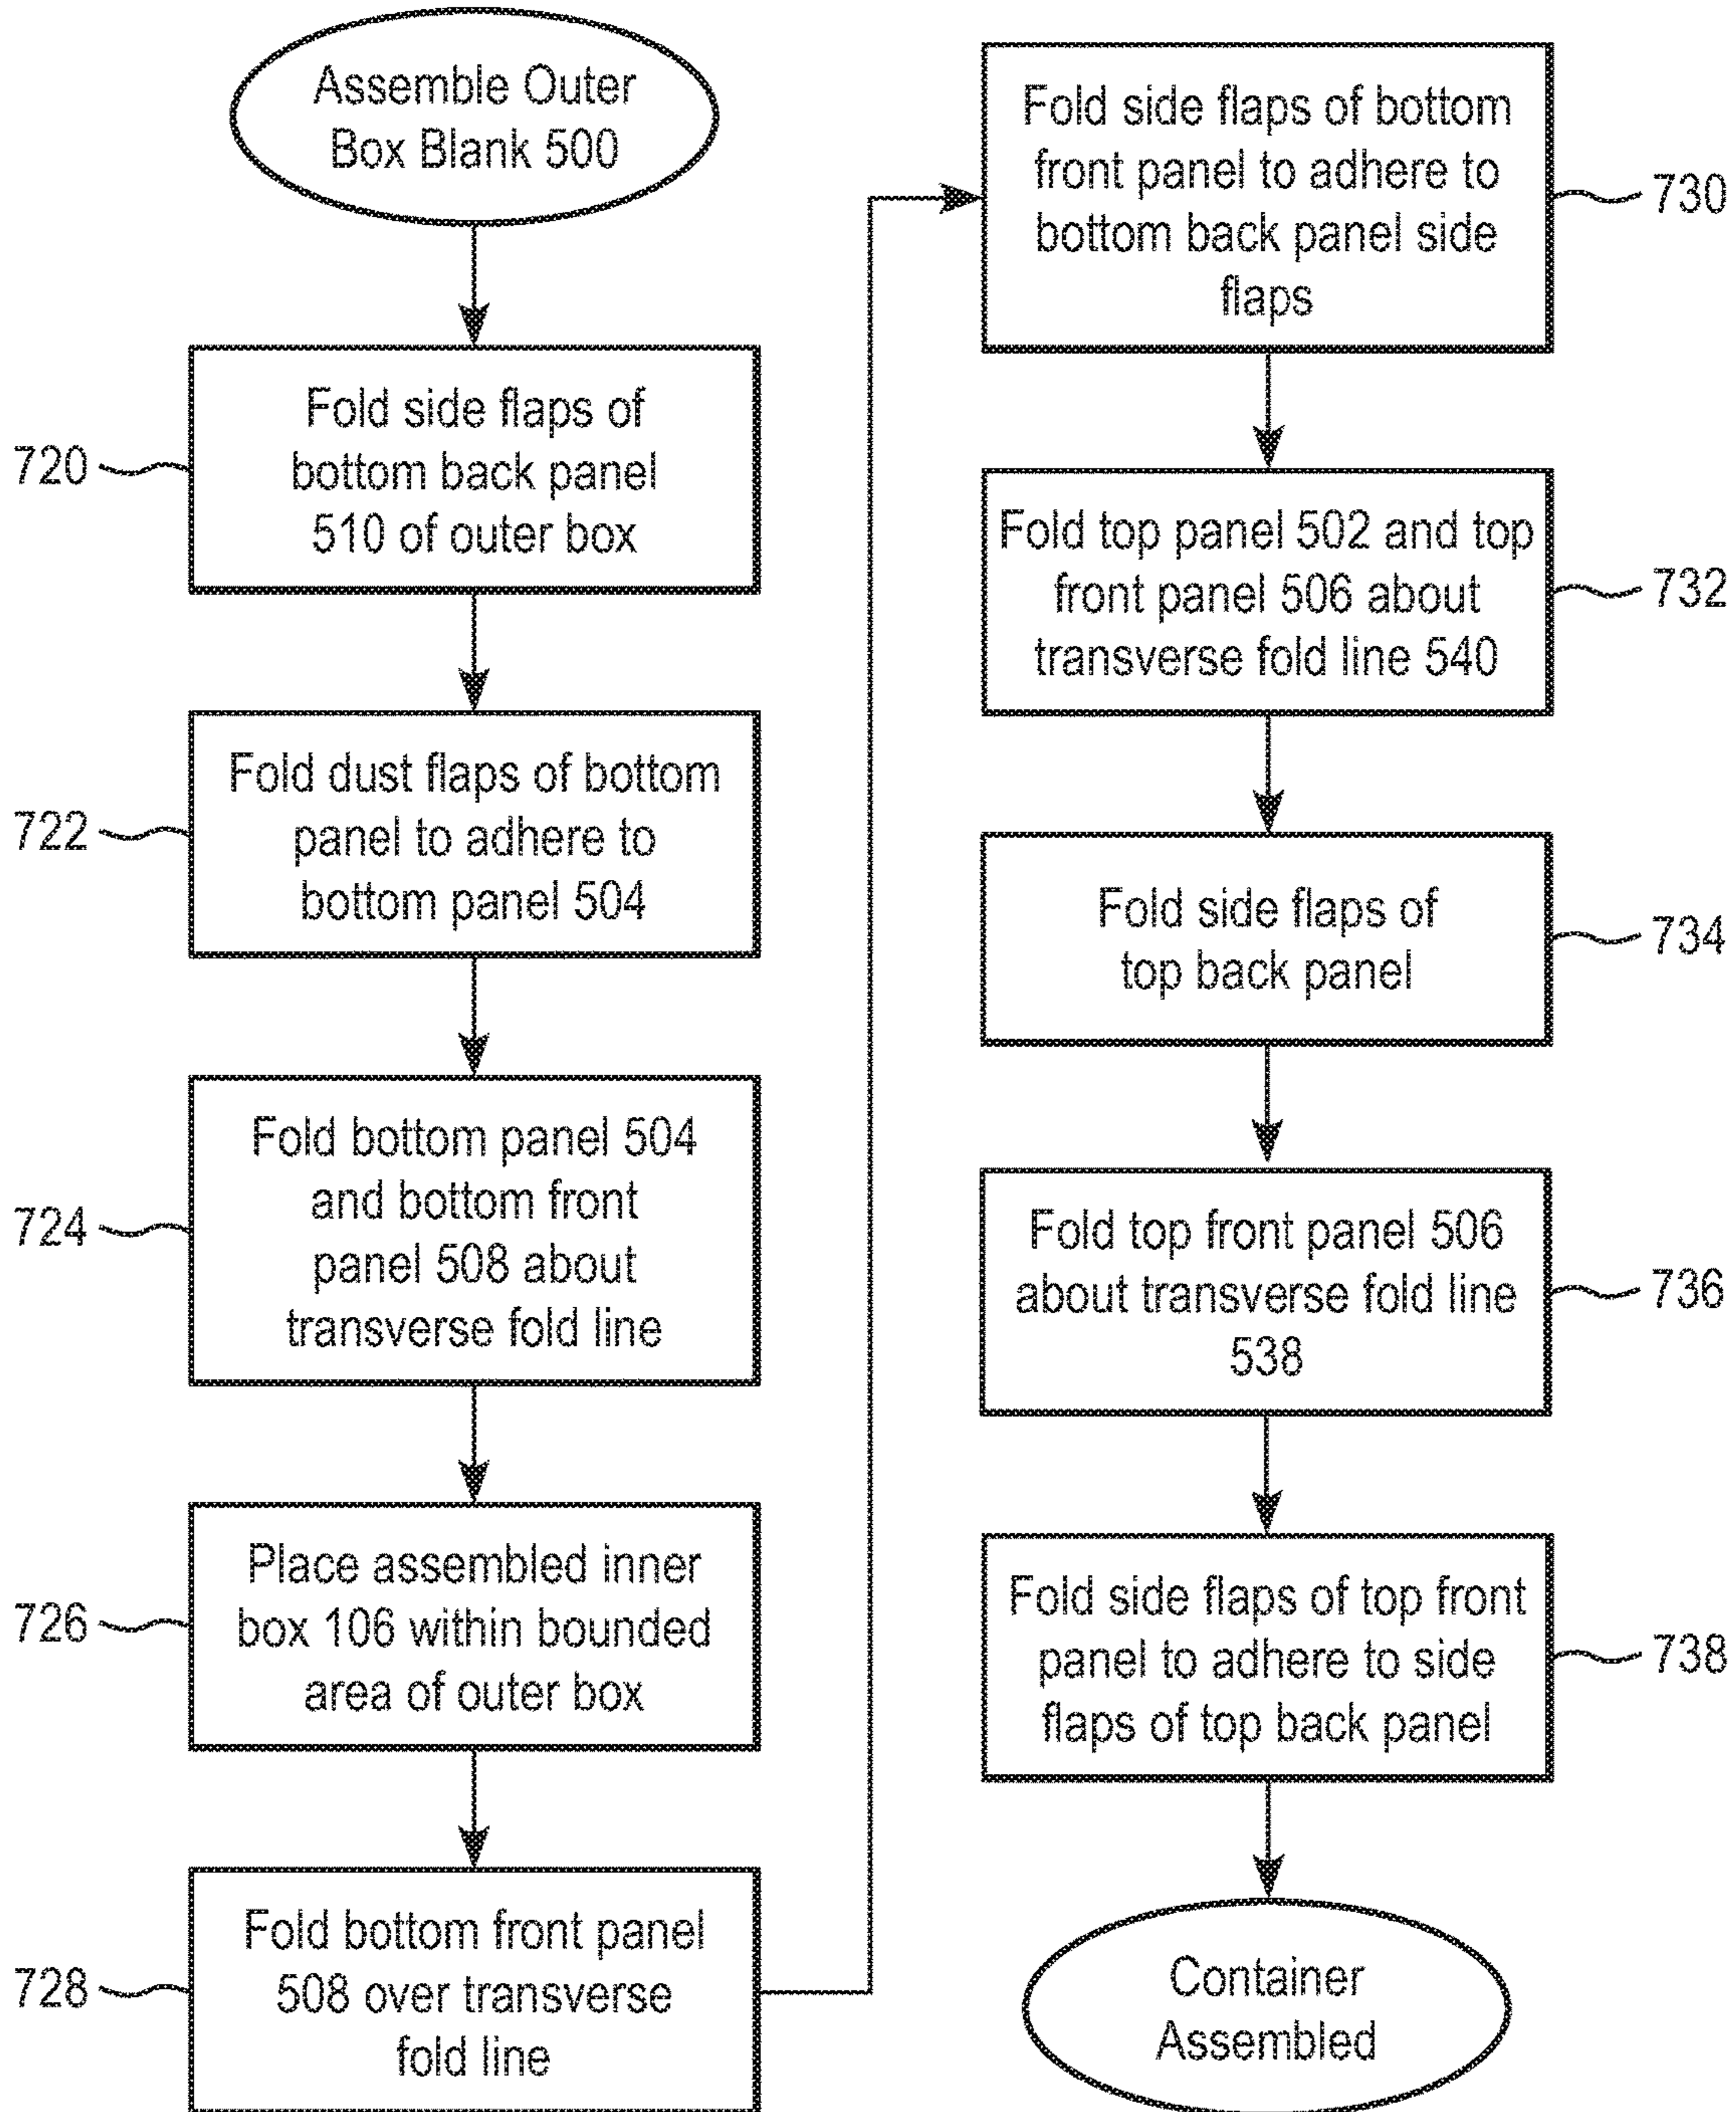 Assemble Outer
Box Blank 500
720
Fold side flaps of
bottom back panel
510 of outer box
722
Fold dust flaps of bottom
panel to adhere to
bottom panel 504
724
Fold bottom panel 504
and bottom front
panel 508 about
transverse fold line
726
Place assembled inner
box 106 within bounded
area of outer box
728
Fold bottom front panel
508 over transverse
fold line
Fold side flaps of bottom
front panel to adhere to
bottom back panel side
flaps
730
Fold top panel 502 and top
front panel 506 about
transverse fold line 540
732
Fold side flaps of
top back panel
734
Fold top front panel 506
about transverse fold line
538
736
Fold side flaps of top front
panel to adhere to side
flaps of top back panel
738
Container
Assembled